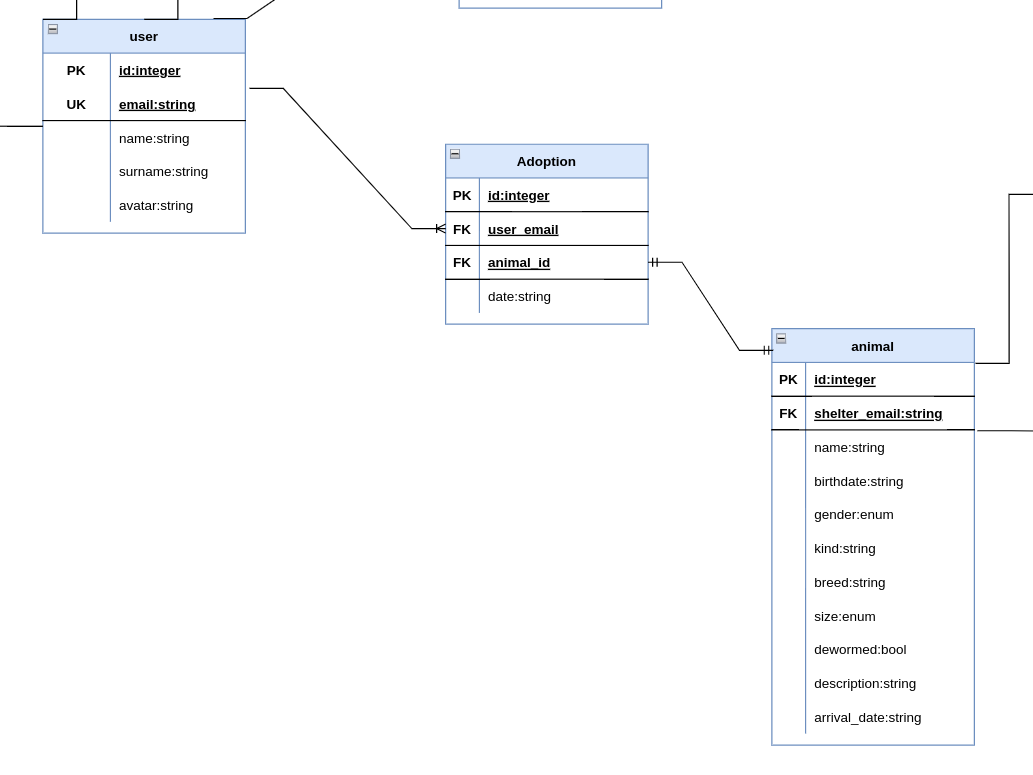 user
PK id:integer
UK email:string
name:string
surname:string
avatar:string
Adoption
PK id:integer
FK user_email
FK animal_id
date:string
animal
PK id:integer
FK shelter_email:string
name:string
birthdate:string
gender:enum
kind:string
breed:string
size:enum
dewormed:bool
description:string
arrival_date:string